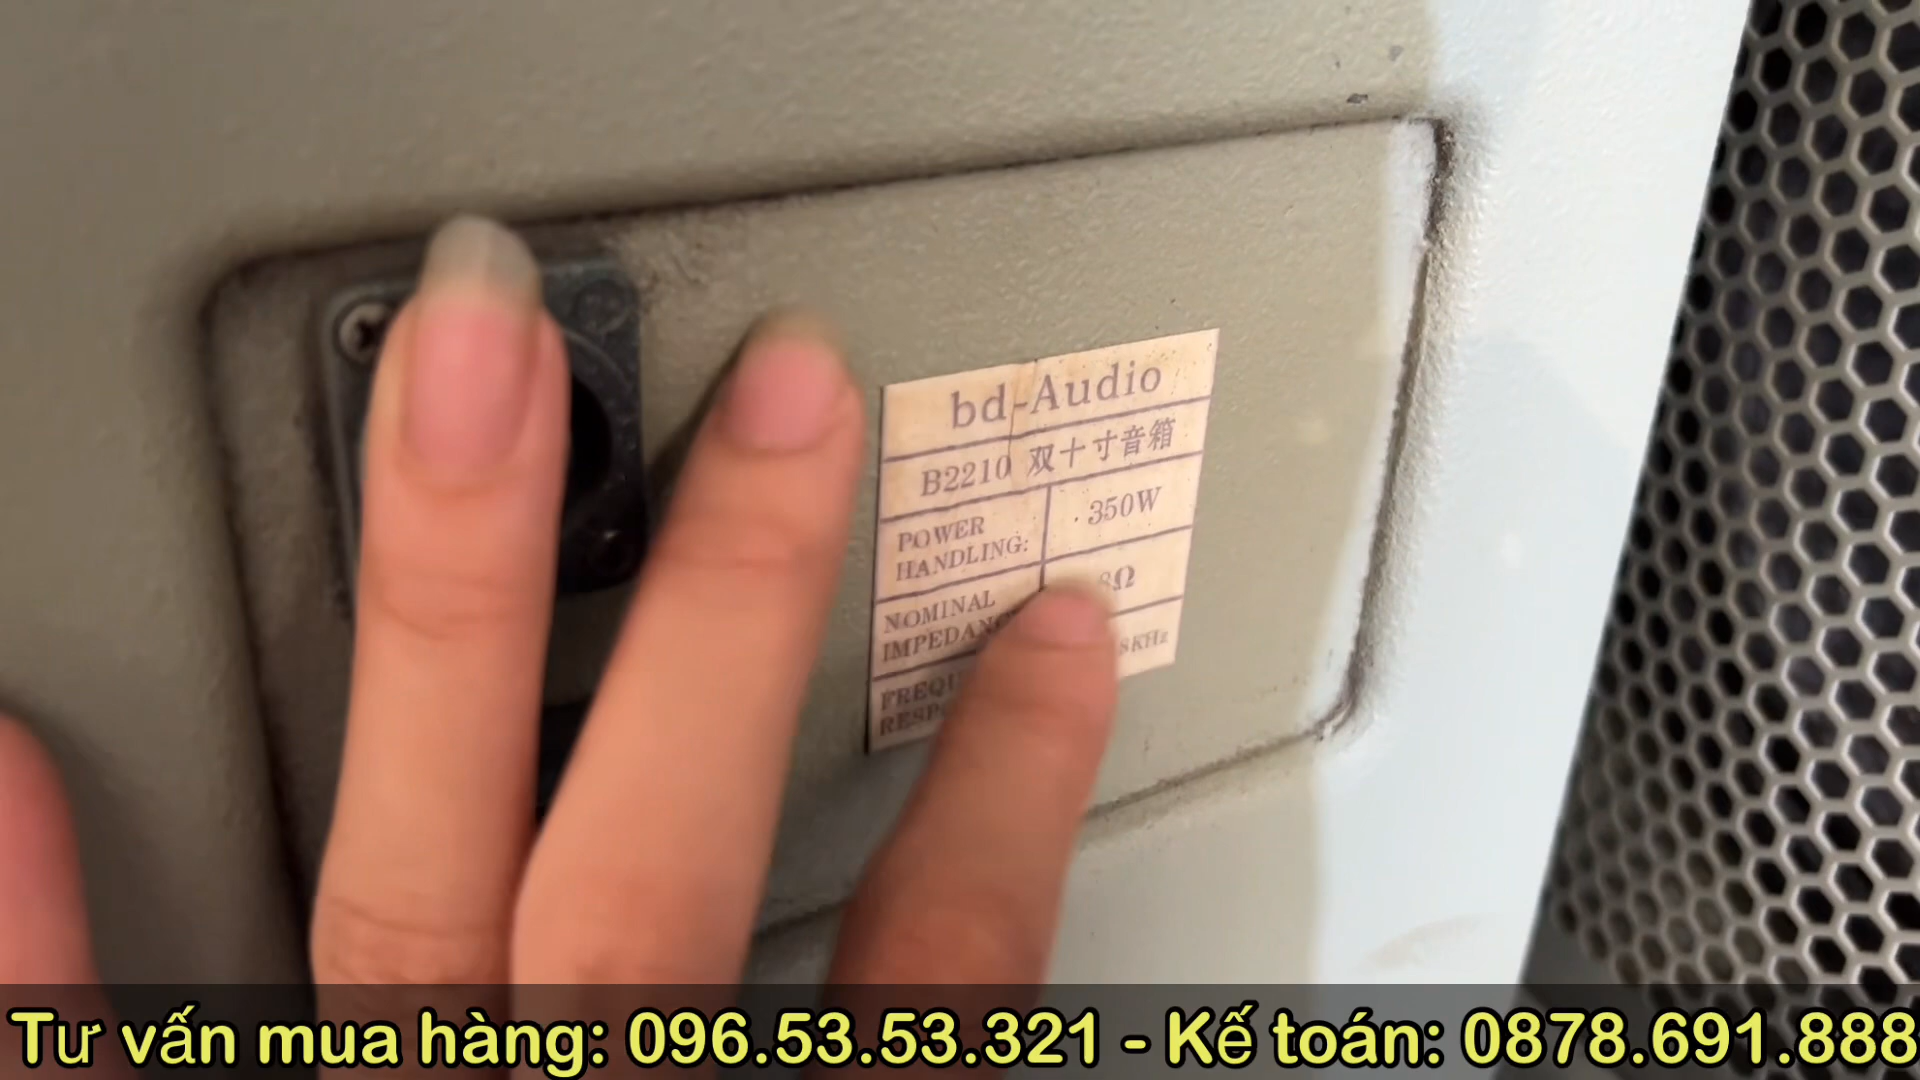 bd-Audio
B2210 双十寸音箱
POWER HANDLING: 350W
NOMINAL 8Ω
Tư vấn mua hàng: 096.53.53.321 - Kế toán: 0878.691.888